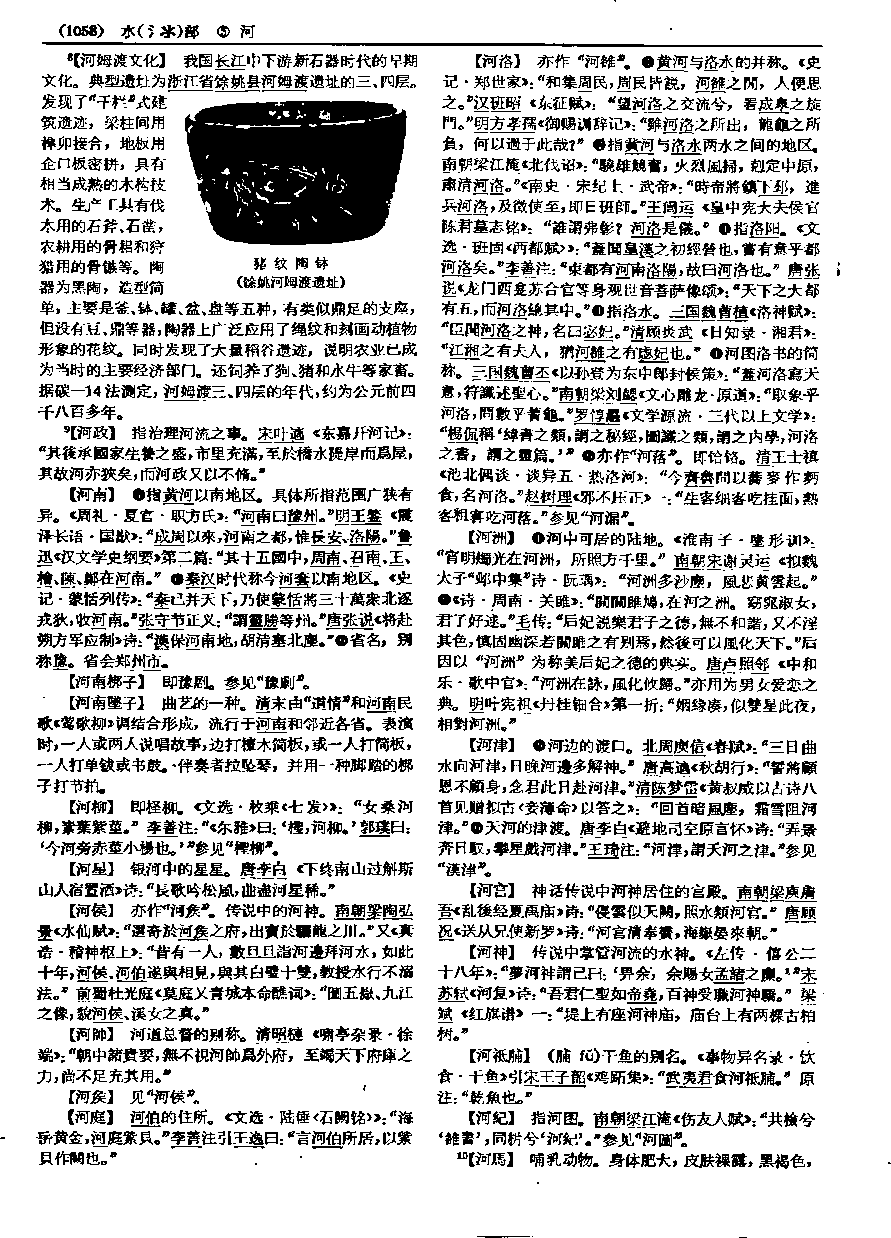 (1058) 水(氵氺)部 ⑤ 河
⁸【河姆渡文化】 我国长江中下游新石器时代的早期
文化。典型遗址为浙江省馀姚县河姆渡遗址的三、四层。
发现了“干栏”式建
筑遗迹,梁柱间用
榫卯接合,地板用
企口板密拼,具有
相当成熟的木构技
术。生产工具有伐
木用的石斧、石凿,
农耕用的骨耜和狩
猎用的骨镞等。陶
器为黑陶,造型简
猪纹陶钵
(馀姚河姆渡遗址)
单,主要是釜、钵、罐、盆、盘等五种,有类似鼎足的支座,
但没有豆、鼎等器,陶器上广泛应用了绳纹和刻画动植物
形象的花纹。同时发现了大量稻谷遗迹,说明农业已成
为当时的主要经济部门。还饲养了狗、猪和水牛等家畜。
据碳—14法测定,河姆渡三、四层的年代,约为公元前四
千八百多年。
⁹【河政】 指治理河流之事。宋叶适《东嘉开河记》:
“其後承國家生養之盛,市里充滿,至於橋水隄岸而爲屋,
其故河亦狹矣,而河政又以不脩。”
【河南】 ❶指黄河以南地区。具体所指范围广狭有
异。《周礼·夏官·职方氏》:“河南曰豫州。”明王鏊《震
泽长语·国猷》:“成周以來,河南之都,惟長安、洛陽。”鲁
迅《汉文学史纲要》第二篇:“其十五國中,周南、召南、王、
檜、陳、鄭在河南。” ❷秦汉时代称今河套以南地区。《史
记·蒙恬列传》:“秦已并天下,乃使蒙恬將三十萬衆北逐
戎狄,收河南。”张守节正义:“謂靈勝等州。”唐张说《将赴
朔方军应制》诗:“漢保河南地,胡清塞北塵。”❸省名,别
称豫。省会郑州市。
【河南梆子】 即豫剧。参见“豫剧”。
【河南墜子】 曲艺的一种。清末由“道情”和河南民
歌《莺歌柳》调结合形成,流行于河南和邻近各省。表演
时,一人或两人说唱故事,边打檀木简板,或一人打简板,
一人打单钹或书鼓。伴奏者拉坠琴,并用一种脚踏的梆
子打节拍。
【河柳】 即柽柳。《文选·枚乘〈七发〉》:“女桑河
柳,素葉紫莖。”李善注:“《尔雅》曰:‘檉,河柳。’郭璞曰:
‘今河旁赤莖小楊也。’”参见“檉柳”。
【河星】 银河中的星星。唐李白《下终南山过斛斯
山人宿置酒》诗:“長歌吟松風,曲盡河星稀。”
【河侯】 亦作“河矦”。传说中的河神。南朝梁陶弘
景《水仙赋》:“選奇於河矦之府,出寶於驪龍之川。”又《真
诰·稽神枢上》:“昔有一人,數旦旦詣河邊拜河水,如此
十年,河侯、河伯遂與相見,與其白璧十雙,教授水行不溺
法。”前蜀杜光庭《莫庭乂青城本命醮词》:“圖五嶽、九江
之像,貌河侯、溪女之真。”
【河帥】 河道总督的别称。清昭槤《啸亭杂录·徐
端》:“朝中諸貴要,無不視河帥爲外府,至竭天下府庫之
力,尚不足充其用。”
【河矦】 见“河侯”。
【河庭】 河伯的住所。《文选·陆倕〈石阙铭〉》:“海
岳黄金,河庭紫貝。”李善注引王逸曰:“言河伯所居,以紫
貝作闕也。”
【河洛】 亦作“河雒”。❶黄河与洛水的并称。《史
记·郑世家》:“和集周民,周民皆説,河雒之間,人便思
之。”汉班昭《东征赋》:“望河洛之交流兮,看成皋之旋
門。”明方孝孺《御赐训辞记》:“雖河洛之所出,龍龜之所
負,何以過于此哉?”❷指黄河与洛水两水之间的地区。
南朝梁江淹《北伐诏》:“驍雄競奮,火烈風掃,剋定中原,
肅清河洛。”《南史·宋纪上·武帝》:“時帝將鎮下邳,進
兵河洛,及徵使至,即日班師。”王闿运《皇中宪大夫侯官
陈君墓志铭》:“誰謂弗彰?河洛是儀。”❸指洛阳。《文
选·班固〈两都赋〉》:“蓋聞皇漢之初經營也,嘗有意乎都
河洛矣。”李善注:“東都有河南洛陽,故曰河洛也。”唐张
说《龙门西龛苏合官等身观世音菩萨像颂》:“天下之大都
有五,而河洛總其中。”❹指洛水。三国魏曹植《洛神赋》:
“臣聞河洛之神,名曰宓妃。”清顾炎武《日知录·湘君》:
“江湘之有夫人,猶河雒之有虙妃也。”❺河图洛书的简
称。三国魏曹丕《以孙登为东中郎封侯策》:“蓋河洛寫天
意,符讖述聖心。”南朝梁刘勰《文心雕龙·原道》:“取象乎
河洛,問數乎蓍龜。”罗惇曧《文学源流·三代以上文学》:
“楊侃稱‘緯書之類,謂之秘經,圖讖之類,謂之内學,河洛
之書,謂之靈篇。’”❻亦作“河落”。即饸饹。清王士禛
《池北偶谈·谈异五·热洛河》:“今齊魯間以蕎麥作麪
食,名河洛。”赵树理《邪不压正》一:“生客细客吃挂面,熟
客粗客吃河落。”参见“河漏”。
【河洲】 ❶河中可居的陆地。《淮南子·墬形训》:
“宵明燭光在河洲,所照方千里。”南朝宋谢灵运《拟魏
太子“邺中集”诗·阮瑀》:“河洲多沙塵,風悲黄雲起。”
❷《诗·周南·关雎》:“關關雎鳩,在河之洲。窈窕淑女,
君子好逑。”毛传:“后妃説樂君子之德,無不和諧,又不淫
其色,慎固幽深若關雎之有别焉,然後可以風化天下。”后
因以“河洲”为称美后妃之德的典实。唐卢照邻《中和
乐·歌中宫》:“河洲在詠,風化攸歸。”亦用为男女爱恋之
典。明叶宪祖《丹桂钿合》第一折:“姻緣湊,似雙星此夜,
相對河洲。”
【河津】 ❶河边的渡口。北周庾信《春赋》:“三日曲
水向河津,日晚河邊多解神。”唐高適《秋胡行》:“誓將顧
恩不顧身,念君此日赴河津。”清陈梦雷《黄叔威以古诗八
首见赠拟古〈妾薄命〉以答之》:“回首暗風塵,霜雪阻河
津。”❷天河的津渡。唐李白《避地司空原言怀》诗:“弄景
奔日馭,攀星戲河津。”王琦注:“河津,謂天河之津。”参见
“漢津”。
【河宫】 神话传说中河神居住的宫殿。南朝梁庾肩
吾《乱後经夏禹庙》诗:“侵雲似天闕,照水類河宫。”唐顾
况《送从兄使新罗》诗:“河宫清奉贄,海嶽晏來朝。”
【河神】 传说中掌管河流的水神。《左传·僖公二
十八年》:“夢河神謂己曰:‘畀余,余賜女孟諸之麋。’”宋
苏轼《河复》诗:“吾君仁聖如帝堯,百神受職河神驕。”梁
斌《红旗谱》一:“堤上有座河神庙,庙台上有两棵古柏
树。”
【河衹脯】 (脯 fǔ)干鱼的别名。《事物异名录·饮
食·干鱼》引宋王子韶《鸡跖集》:“武夷君食河衹脯。”原
注:“乾魚也。”
【河紀】 指河图。南朝梁江淹《伤友人赋》:“共檢兮
‘雒書’,同析兮‘河紀’。”参见“河圖”。
¹⁰【河馬】 哺乳动物。身体肥大,皮肤裸露,黑褐色,